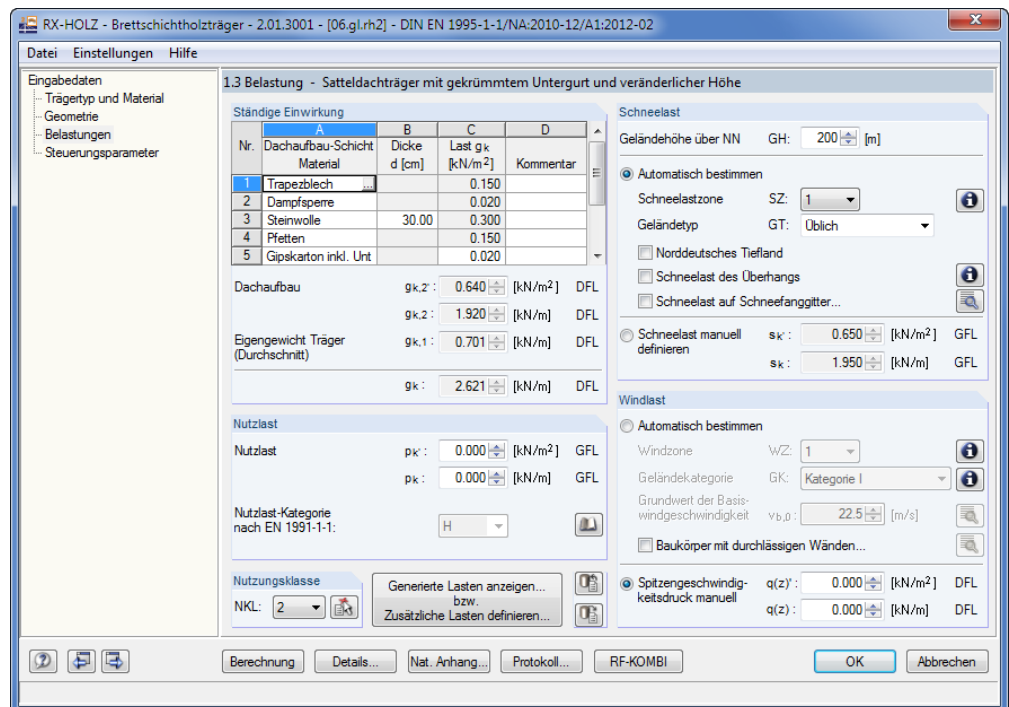 RX-HOLZ - Brettschichtholzträger - 2.01.3001 - [06.gl.rh2] - DIN EN 1995-1-1/NA:2010-12/A1:2012-02
Datei Einstellungen Hilfe
Eingabedaten
Trägertyp und Material
Geometrie
Belastungen
Steuerungsparameter
1.3 Belastung - Satteldachträger mit gekrümmtem Untergurt und veränderlicher Höhe
Ständige Einwirkung
A B C D
Nr. Dachaufbau-Schicht Dicke Last gk
Material d [cm] [kN/m²] Kommentar
1 Trapezblech ... 0.150
2 Dampfsperre 0.020
3 Steinwolle 30.00 0.300
4 Pfetten 0.150
5 Gipskarton inkl. Unt 0.020
Dachaufbau gk,2' : 0.640 [kN/m²] DFL
gk,2 : 1.920 [kN/m] DFL
Eigengewicht Träger gk,1 : 0.701 [kN/m] DFL
(Durchschnitt)
gk : 2.621 [kN/m] DFL
Nutzlast
Nutzlast pk' : 0.000 [kN/m²] GFL
pk : 0.000 [kN/m] GFL
Nutzlast-Kategorie
nach EN 1991-1-1: H
Nutzungsklasse
NKL: 2
Generierte Lasten anzeigen...
bzw.
Zusätzliche Lasten definieren...
Schneelast
Geländehöhe über NN GH: 200 [m]
Automatisch bestimmen
Schneelastzone SZ: 1
Geländetyp GT: Üblich
Norddeutsches Tiefland
Schneelast des Überhangs
Schneelast auf Schneefanggitter...
Schneelast manuell sk' : 0.650 [kN/m²] GFL
definieren
sk : 1.950 [kN/m] GFL
Windlast
Automatisch bestimmen
Windzone WZ: 1
Geländekategorie GK: Kategorie I
Grundwert der Basis-
windgeschwindigkeit vb,0 : 22.5 [m/s]
Baukörper mit durchlässigen Wänden...
Spitzengeschwindig- q(z)' : 0.000 [kN/m²] DFL
keitsdruck manuell
q(z) : 0.000 [kN/m] DFL
Berechnung Details... Nat. Anhang... Protokoll... RF-KOMBI OK Abbrechen